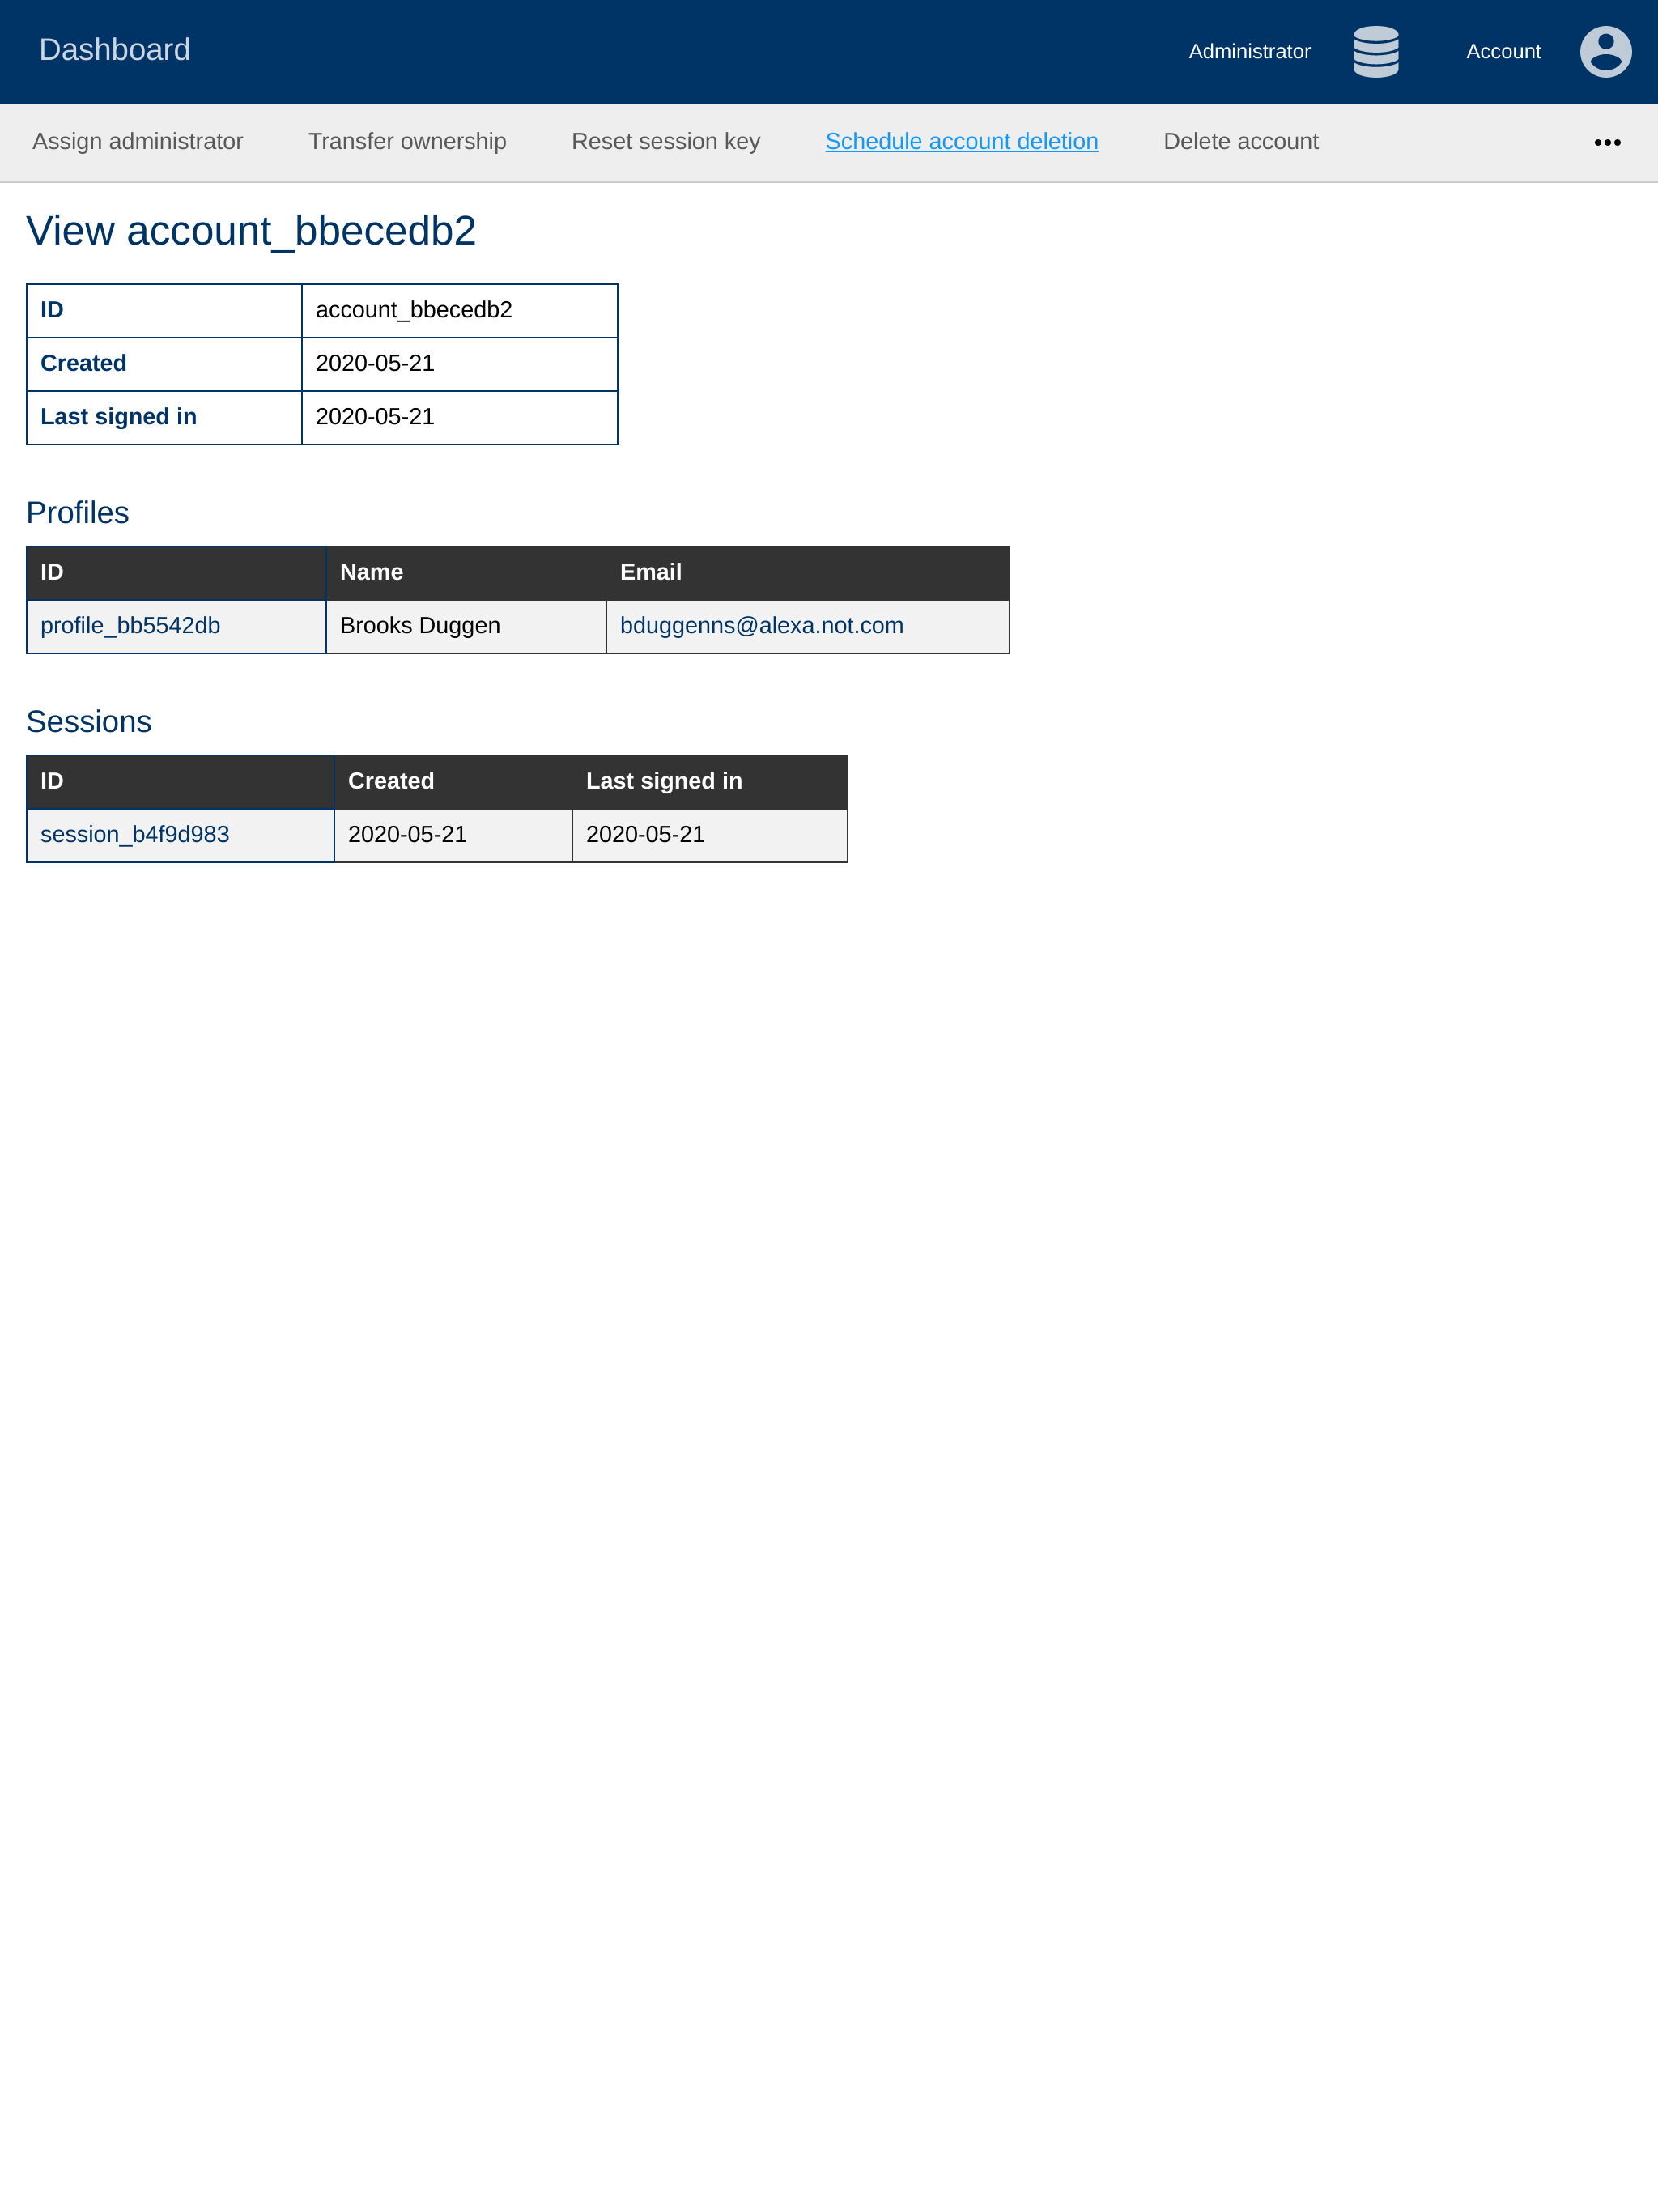 Dashboard Administrator Account
Assign administrator Transfer ownership Reset session key Schedule account deletion Delete account •••
View account_bbecedb2
ID account_bbecedb2
Created 2020-05-21
Last signed in 2020-05-21
Profiles
ID Name Email
profile_bb5542db Brooks Duggen bduggenns@alexa.not.com
Sessions
ID Created Last signed in
session_b4f9d983 2020-05-21 2020-05-21